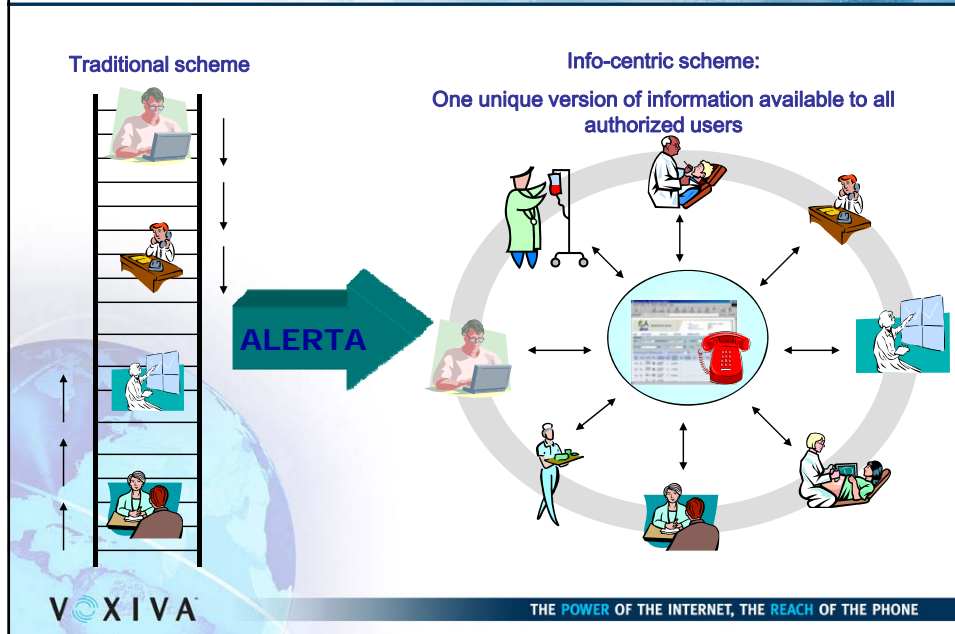 Traditional scheme
Info-centric scheme:
One unique version of information available to all
authorized users
ALERTA
VOXIVA
THE POWER OF THE INTERNET, THE REACH OF THE PHONE